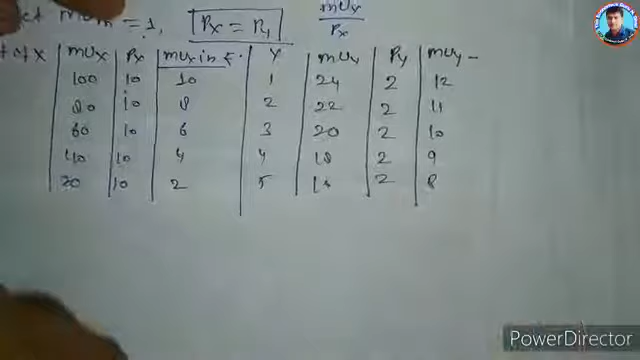 let MUm = 1, Px = Py MUx/Px
# of X MUx Px MUx in ₹ Y MUy Py MUy
100 10 10 1 24 2 12
80 10 8 2 22 2 11
60 10 6 3 20 2 10
40 10 4 4 18 2 9
20 10 2 5 2 8
PowerDirector